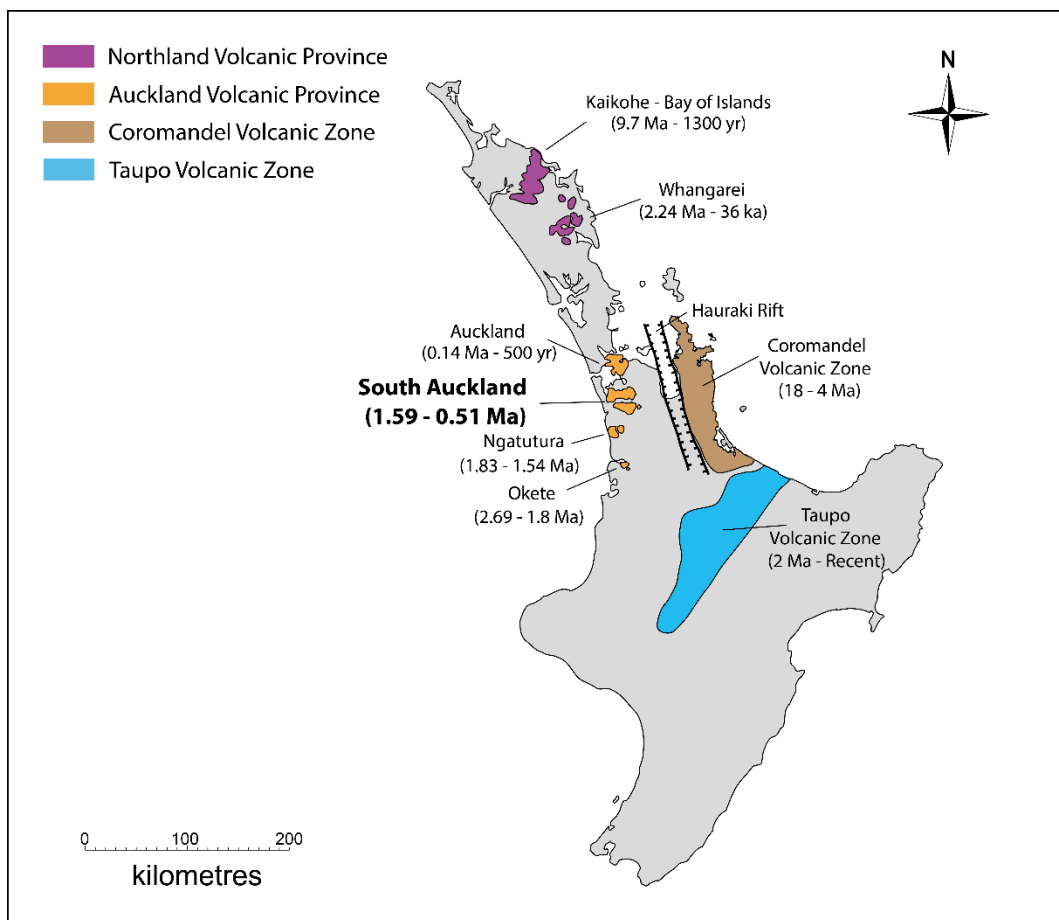 Northland Volcanic Province
Auckland Volcanic Province
Coromandel Volcanic Zone
Taupo Volcanic Zone
N
Kaikohe - Bay of Islands
(9.7 Ma - 1300 yr)
Whangarei
(2.24 Ma - 36 ka)
Hauraki Rift
Auckland
(0.14 Ma - 500 yr)
Coromandel
Volcanic Zone
(18 - 4 Ma)
South Auckland
(1.59 - 0.51 Ma)
Ngatutura
(1.83 - 1.54 Ma)
Okete
(2.69 - 1.8 Ma)
Taupo
Volcanic Zone
(2 Ma - Recent)
0 100 200
kilometres